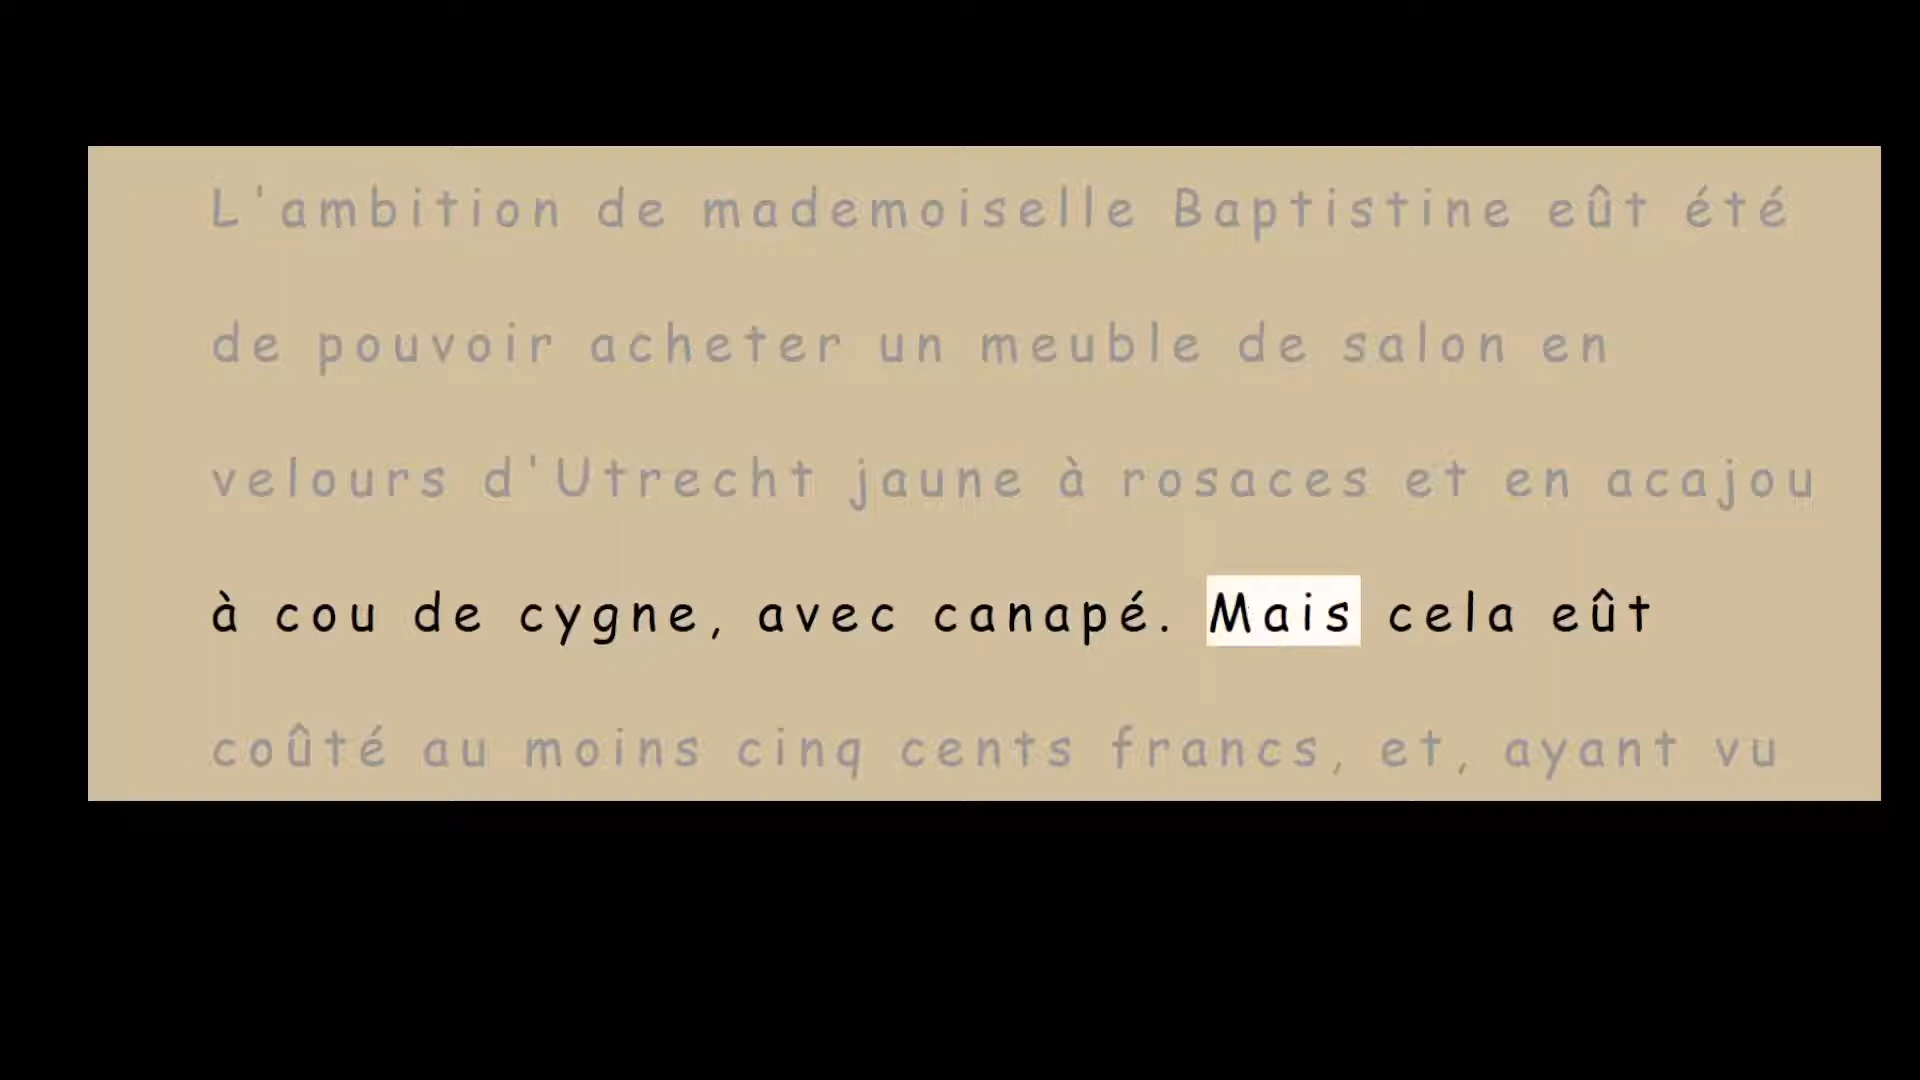 L'ambition de mademoiselle Baptistine eût été
de pouvoir acheter un meuble de salon en
velours d'Utrecht jaune à rosaces et en acajou
à cou de cygne, avec canapé. Mais cela eût
coûté au moins cinq cents francs, et, ayant vu